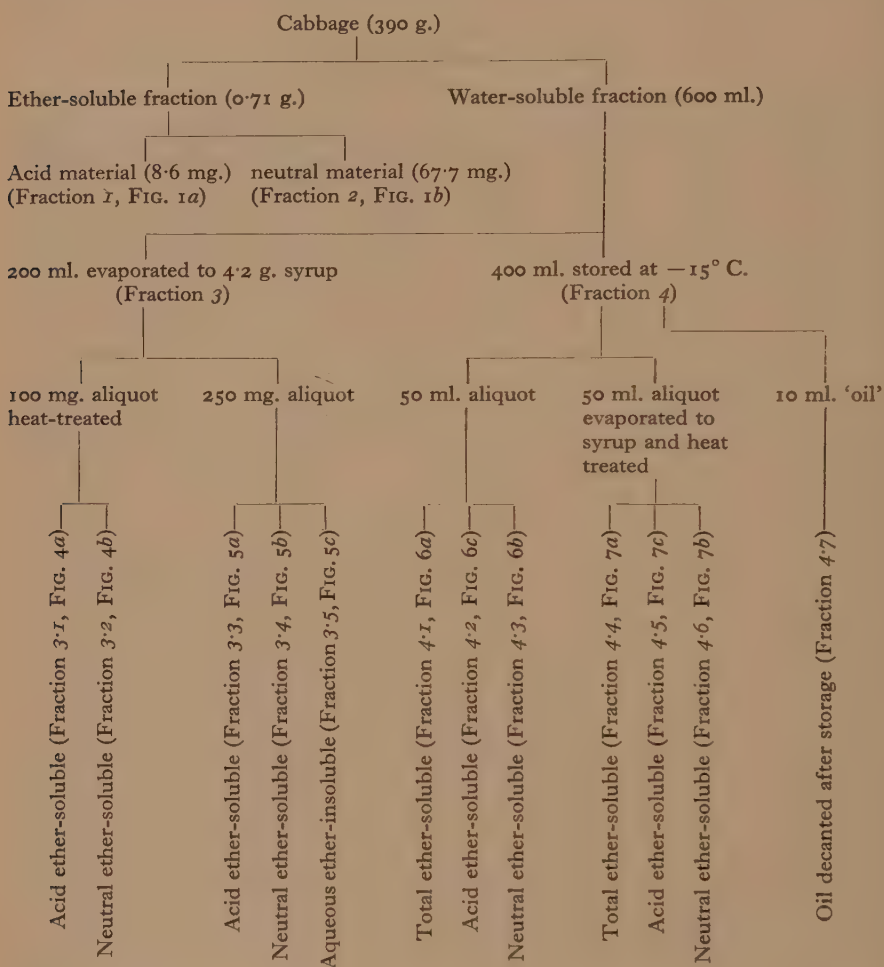 Cabbage (390 g.)
Ether-soluble fraction (0·71 g.)
Water-soluble fraction (600 ml.)
Acid material (8·6 mg.)
(Fraction 1, FIG. 1a)
neutral material (67·7 mg.)
(Fraction 2, FIG. 1b)
200 ml. evaporated to 4·2 g. syrup
(Fraction 3)
400 ml. stored at −15° C.
(Fraction 4)
100 mg. aliquot
heat-treated
250 mg. aliquot
50 ml. aliquot
50 ml. aliquot
evaporated to
syrup and heat
treated
10 ml. ‘oil’
Acid ether-soluble (Fraction 3·1, FIG. 4a)
Neutral ether-soluble (Fraction 3·2, FIG. 4b)
Acid ether-soluble (Fraction 3·3, FIG. 5a)
Neutral ether-soluble (Fraction 3·4, FIG. 5b)
Aqueous ether-insoluble (Fraction 3·5, FIG. 5c)
Total ether-soluble (Fraction 4·1, FIG. 6a)
Acid ether-soluble (Fraction 4·2, FIG. 6c)
Neutral ether-soluble (Fraction 4·3, FIG. 6b)
Total ether-soluble (Fraction 4·4, FIG. 7a)
Acid ether-soluble (Fraction 4·5, FIG. 7c)
Neutral ether-soluble (Fraction 4·6, FIG. 7b)
Oil decanted after storage (Fraction 4·7)